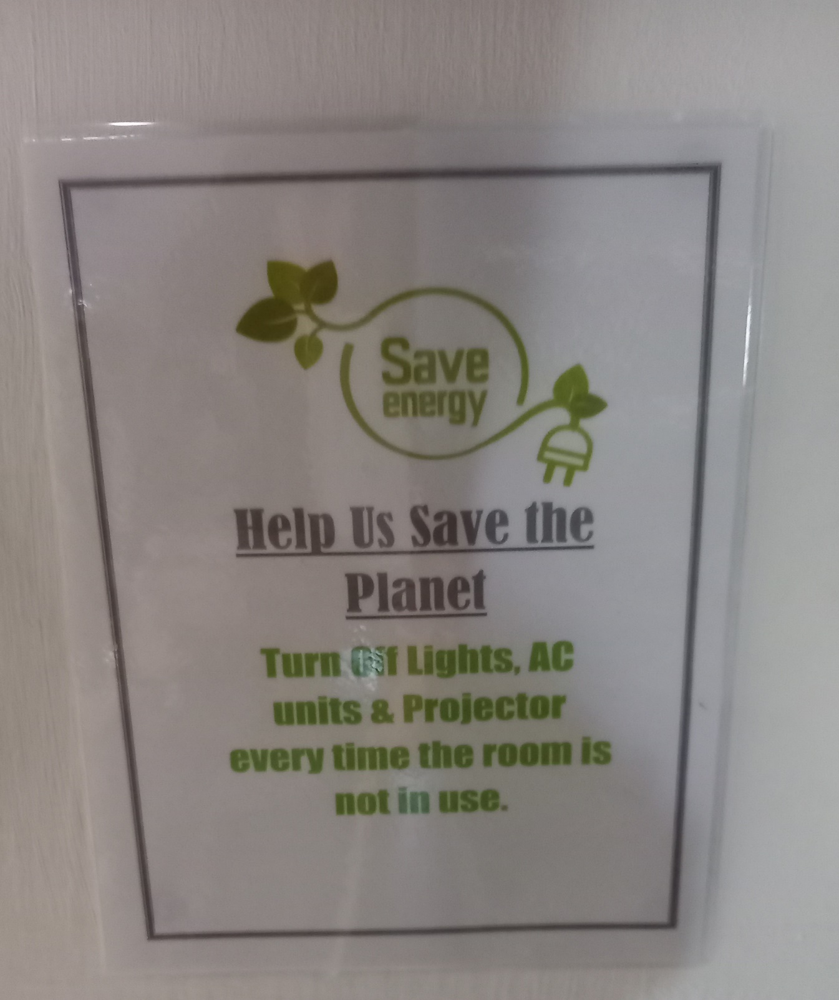 Save
energy
Help Us Save the
Planet
Turn Off Lights, AC
units & Projector
every time the room is
not in use.